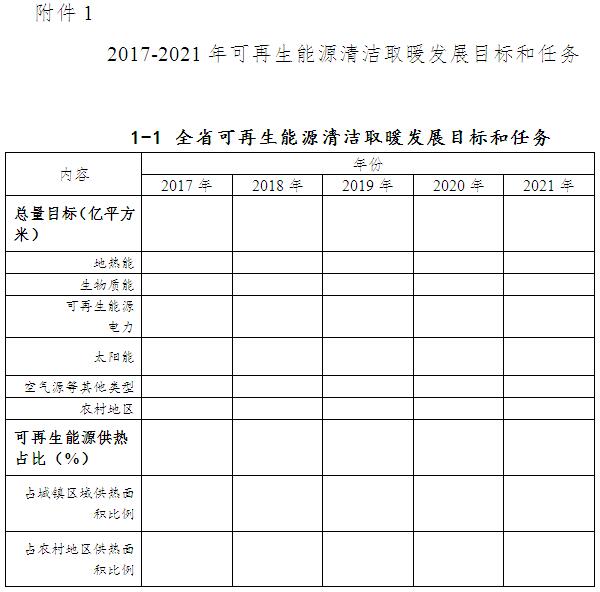 附件 1
2017-2021 年可再生能源清洁取暖发展目标和任务
1-1 全省可再生能源清洁取暖发展目标和任务
内容
年份
2017 年 2018 年 2019 年 2020 年 2021 年
总量目标（亿平方
米）
地热能
生物质能
可再生能源
电力
太阳能
空气源等其他类型
农村地区
可再生能源供热
占比（%）
占城镇区域供热面
积比例
占农村地区供热面
积比例